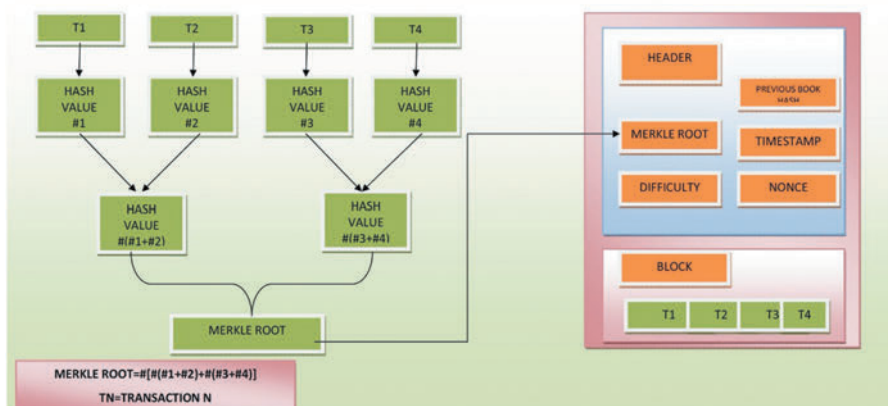 T1
T2
T3
T4
HASH
VALUE
#1
HASH
VALUE
#2
HASH
VALUE
#3
HASH
VALUE
#4
HASH
VALUE
#(#1+#2)
HASH
VALUE
#(#3+#4)
MERKLE ROOT
MERKLE ROOT=#[#(#1+#2)+#(#3+#4)]
TN=TRANSACTION N
HEADER
PREVIOUS BOOK
HASH
MERKLE ROOT
TIMESTAMP
DIFFICULTY
NONCE
BLOCK
T1
T2
T3
T4